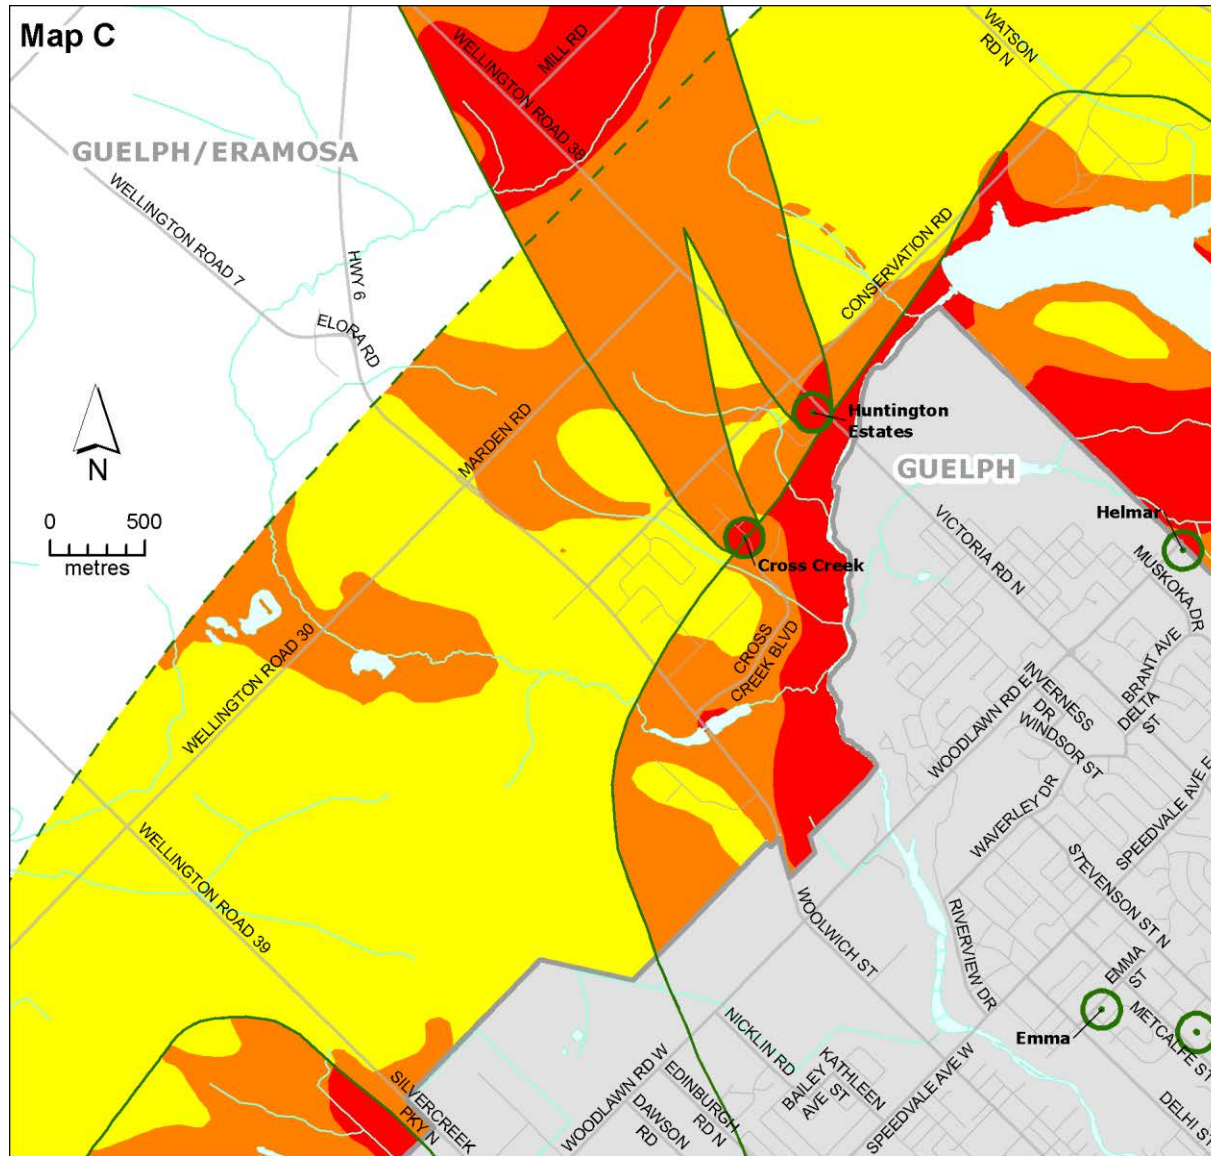 Map C
WATSON
RD N
MILL RD
WELLINGTON ROAD 38
GUELPH/ERAMOSA
WELLINGTON ROAD 7
HWY 6
ELORA RD
CONSERVATION RD
MARDEN RD
N
0 500
metres
Huntington
Estates
GUELPH
Helmar
VICTORIA RD N
MUSKOKA DR
Cross Creek
CROSS
CREEK BLVD
WELLINGTON ROAD 30
BRANT AVE
DELTA
ST
INVERNESS
DR
WINDSOR ST
WOODLAWN RD E
WAVERLEY DR
SPEEDVALE AVE E
STEVENSON ST N
WELLINGTON ROAD 39
WOOLWICH ST
RIVERVIEW DR
EMMA
ST
METCALFE ST
Emma
NICKLIN RD
SILVERCREEK
PKY N
WOODLAWN RD W
EDINBURGH
RD N
DAWSON
RD
BAILEY
AVE
KATHLEEN
ST
SPEEDVALE AVE W
DELHI ST